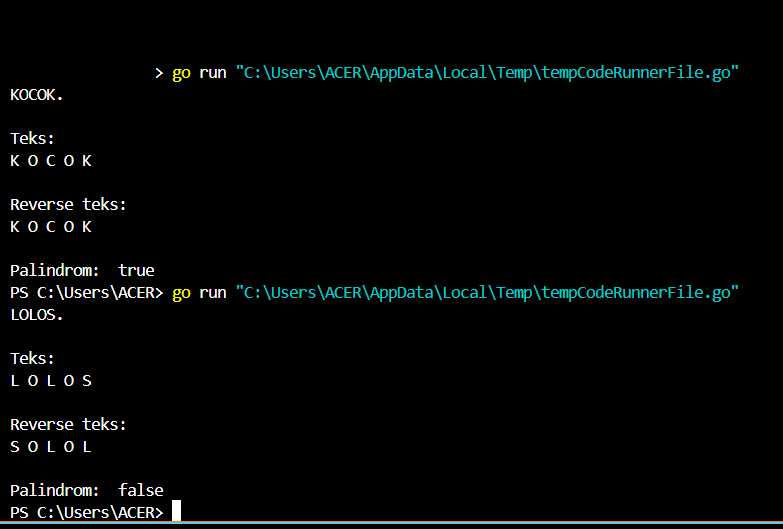 > go run "C:\Users\ACER\AppData\Local\Temp\tempCodeRunnerFile.go"
KOCOK.
Teks:
K O C O K
Reverse teks:
K O C O K
Palindrom:  true
PS C:\Users\ACER> go run "C:\Users\ACER\AppData\Local\Temp\tempCodeRunnerFile.go"
LOLOS.
Teks:
L O L O S
Reverse teks:
S O L O L
Palindrom:  false
PS C:\Users\ACER>